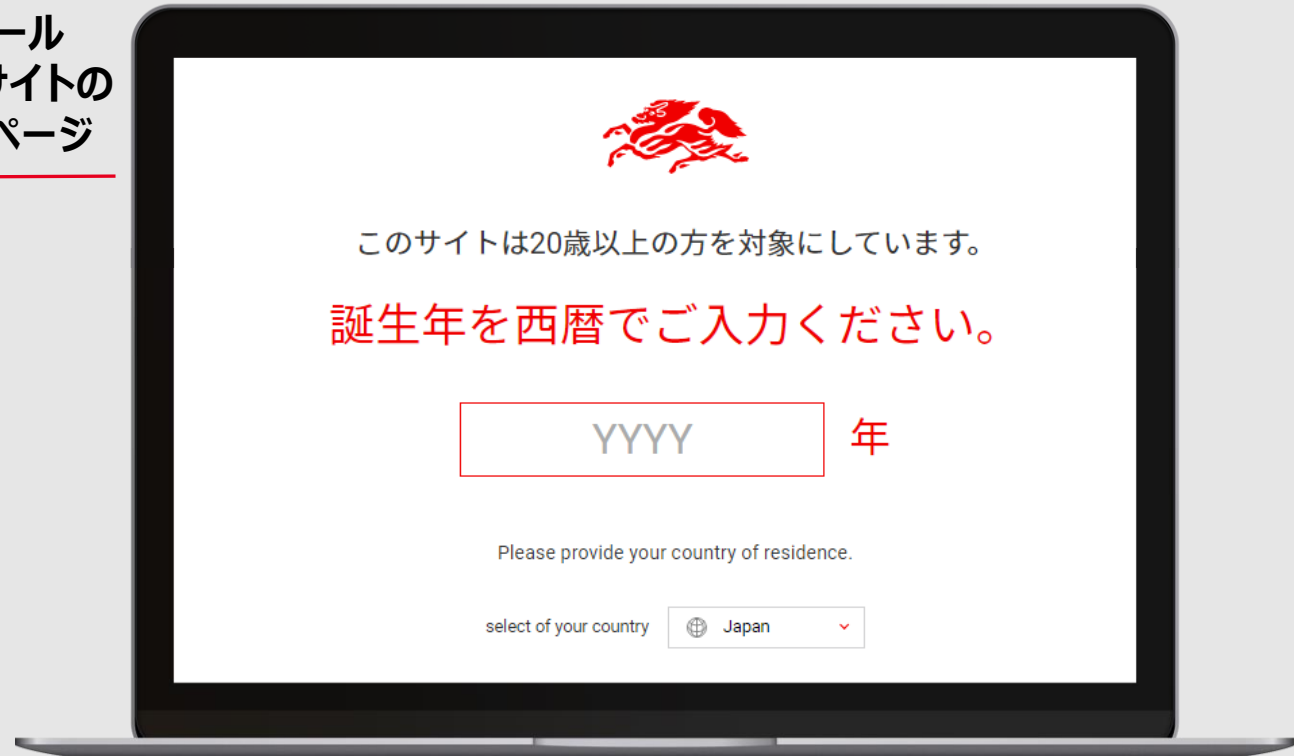 ール
サイトの
ページ
このサイトは20歳以上の方を対象にしています。
誕生年を西暦でご入力ください。
YYYY 年
Please provide your country of residence.
select of your country Japan